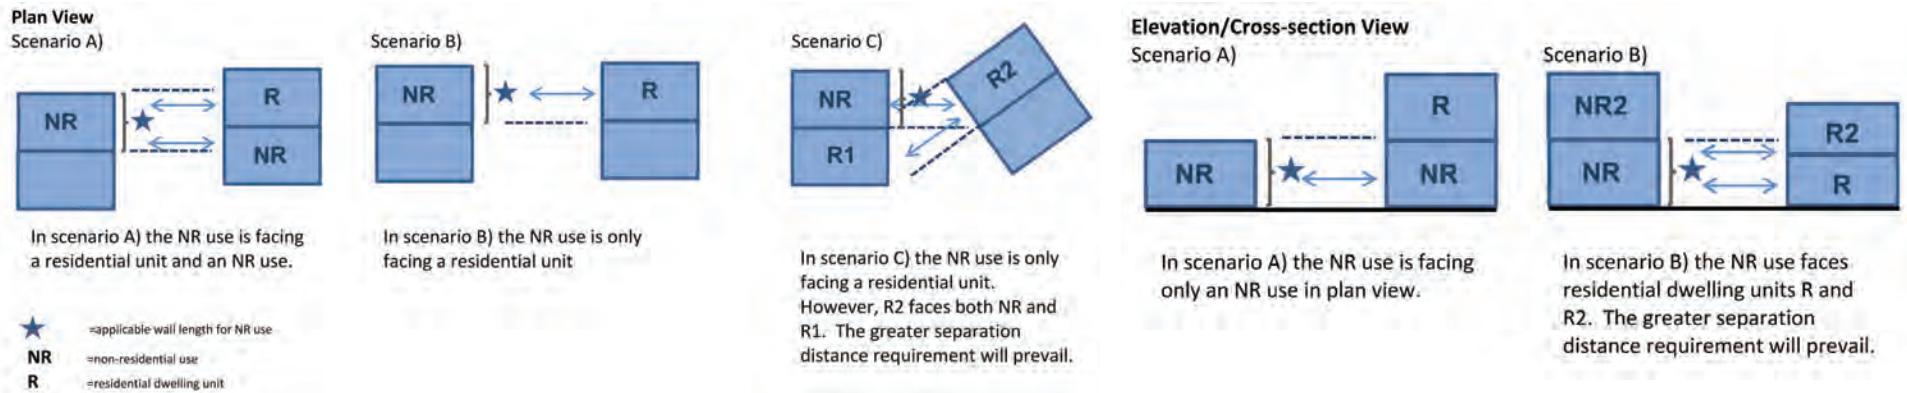 Plan View
Scenario A)
R
NR
NR
In scenario A) the NR use is facing
a residential unit and an NR use.
Scenario B)
NR
R
In scenario B) the NR use is only
facing a residential unit
Scenario C)
R2
NR
R1
In scenario C) the NR use is only
facing a residential unit.
However, R2 faces both NR and
R1. The greater separation
distance requirement will prevail.
=applicable wall length for NR use
NR =non-residential use
R =residential dwelling unit
Elevation/Cross-section View
Scenario A)
R
NR
NR
In scenario A) the NR use is facing
only an NR use in plan view.
Scenario B)
NR2
R2
NR
R
In scenario B) the NR use faces
residential dwelling units R and
R2. The greater separation
distance requirement will prevail.